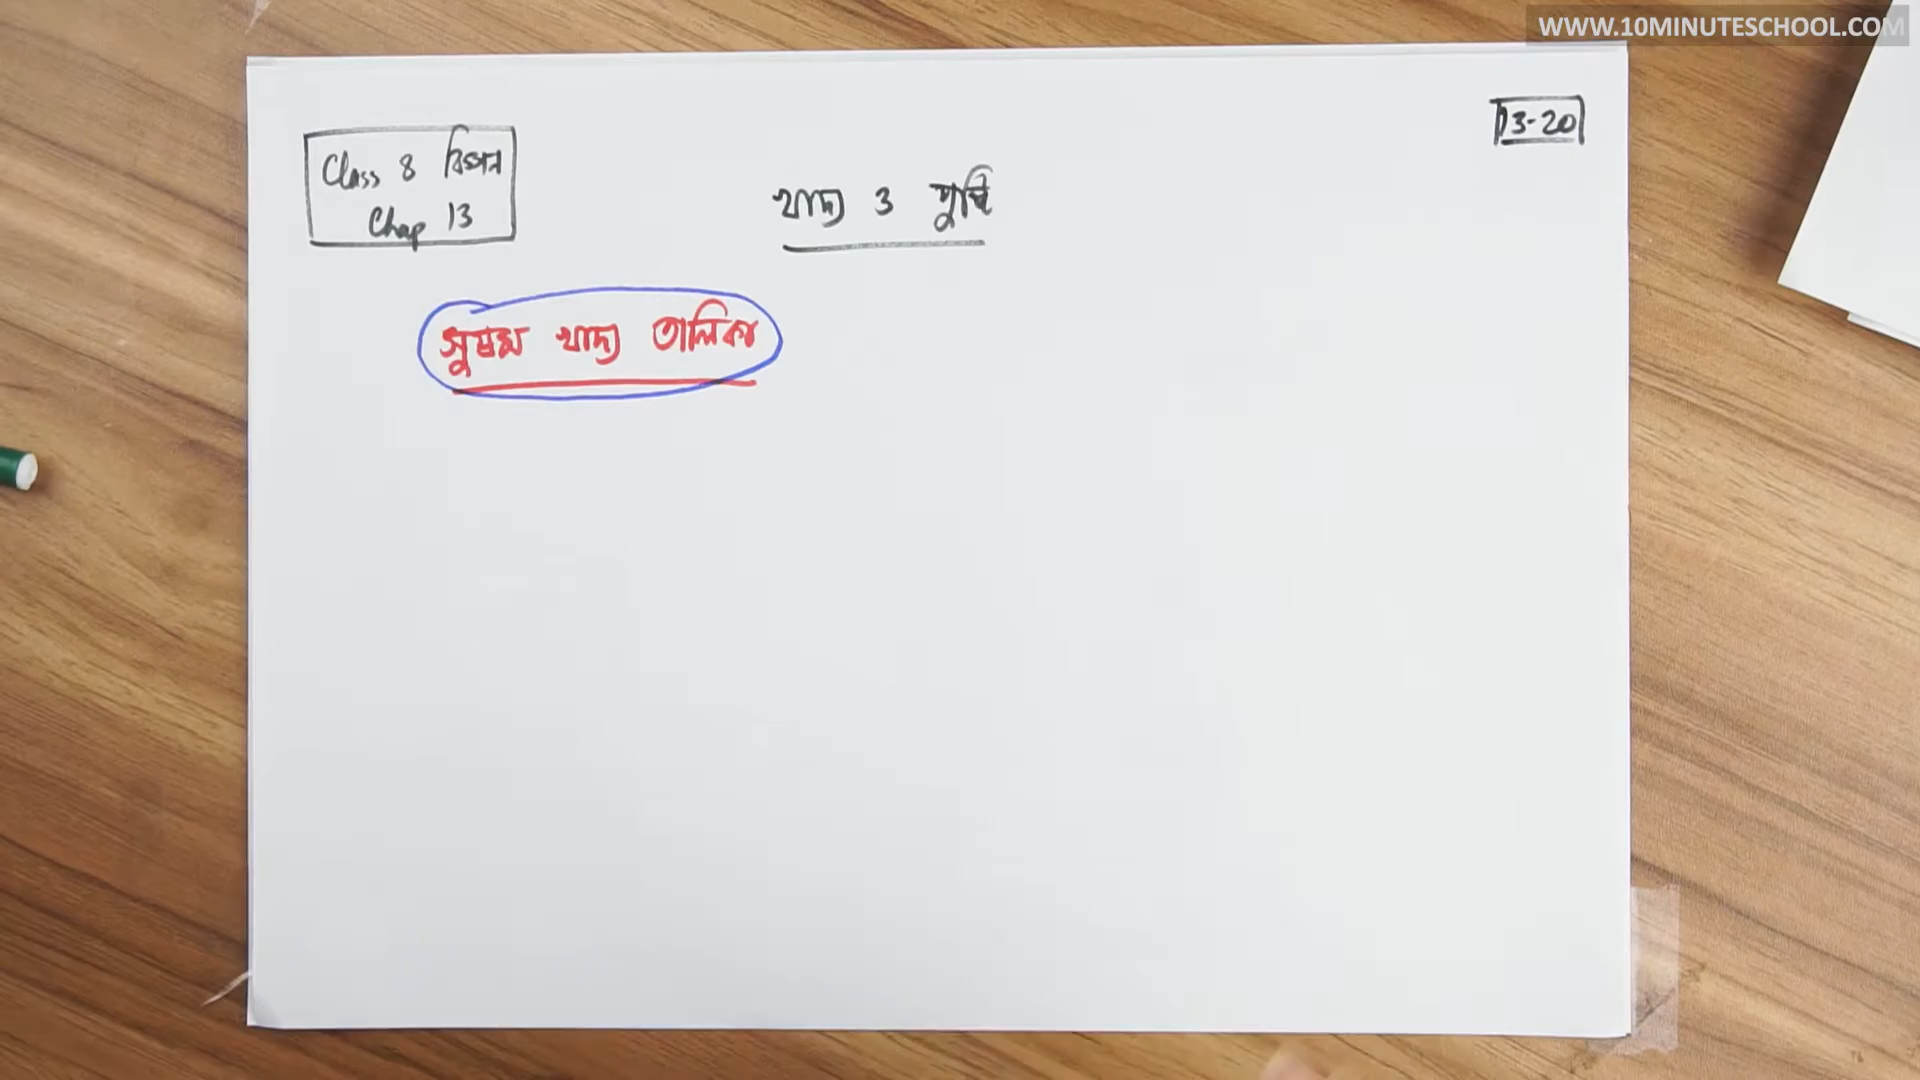 WWW.10MINUTESCHOOL.COM
13-20
Class 8 বিজ্ঞান
Chap 13
খাদ্য ও পুষ্টি
সুষম খাদ্য তালিকা